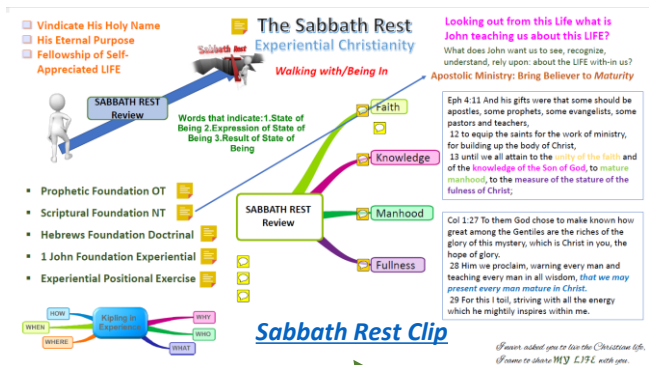 Vindicate His Holy Name
His Eternal Purpose
Fellowship of Self-
Appreciated LIFE
The Sabbath Rest
Experiential Christianity
Sabbath Rest
Walking with/Being In
SABBATH REST
Review
Words that indicate:1.State of
Being 2.Expression of State of
Being 3.Result of State of
Being
Looking out from this Life what is
John teaching us about this LIFE?
What does John want us to see, recognize,
understand, rely upon: about the LIFE with-in us?
Apostolic Ministry: Bring Believer to Maturity
Faith
Knowledge
Manhood
Fullness
SABBATH REST
Review
Eph 4:11 And his gifts were that some should be
apostles, some prophets, some evangelists, some
pastors and teachers,
12 to equip the saints for the work of ministry,
for building up the body of Christ,
13 until we all attain to the unity of the faith and
of the knowledge of the Son of God, to mature
manhood, to the measure of the stature of the
fulness of Christ;
Prophetic Foundation OT
Scriptural Foundation NT
Hebrews Foundation Doctrinal
1 John Foundation Experiential
Experiential Positional Exercise
Col 1:27 To them God chose to make known how
great among the Gentiles are the riches of the
glory of this mystery, which is Christ in you, the
hope of glory.
28 Him we proclaim, warning every man and
teaching every man in all wisdom, that we may
present every man mature in Christ.
29 For this I toil, striving with all the energy
which he mightily inspires within me.
HOW
WHEN
WHERE
Kipling in
Experience
WHY
WHO
WHAT
Sabbath Rest Clip
I never asked you to live the Christian life,
I came to share MY LIFE with you.